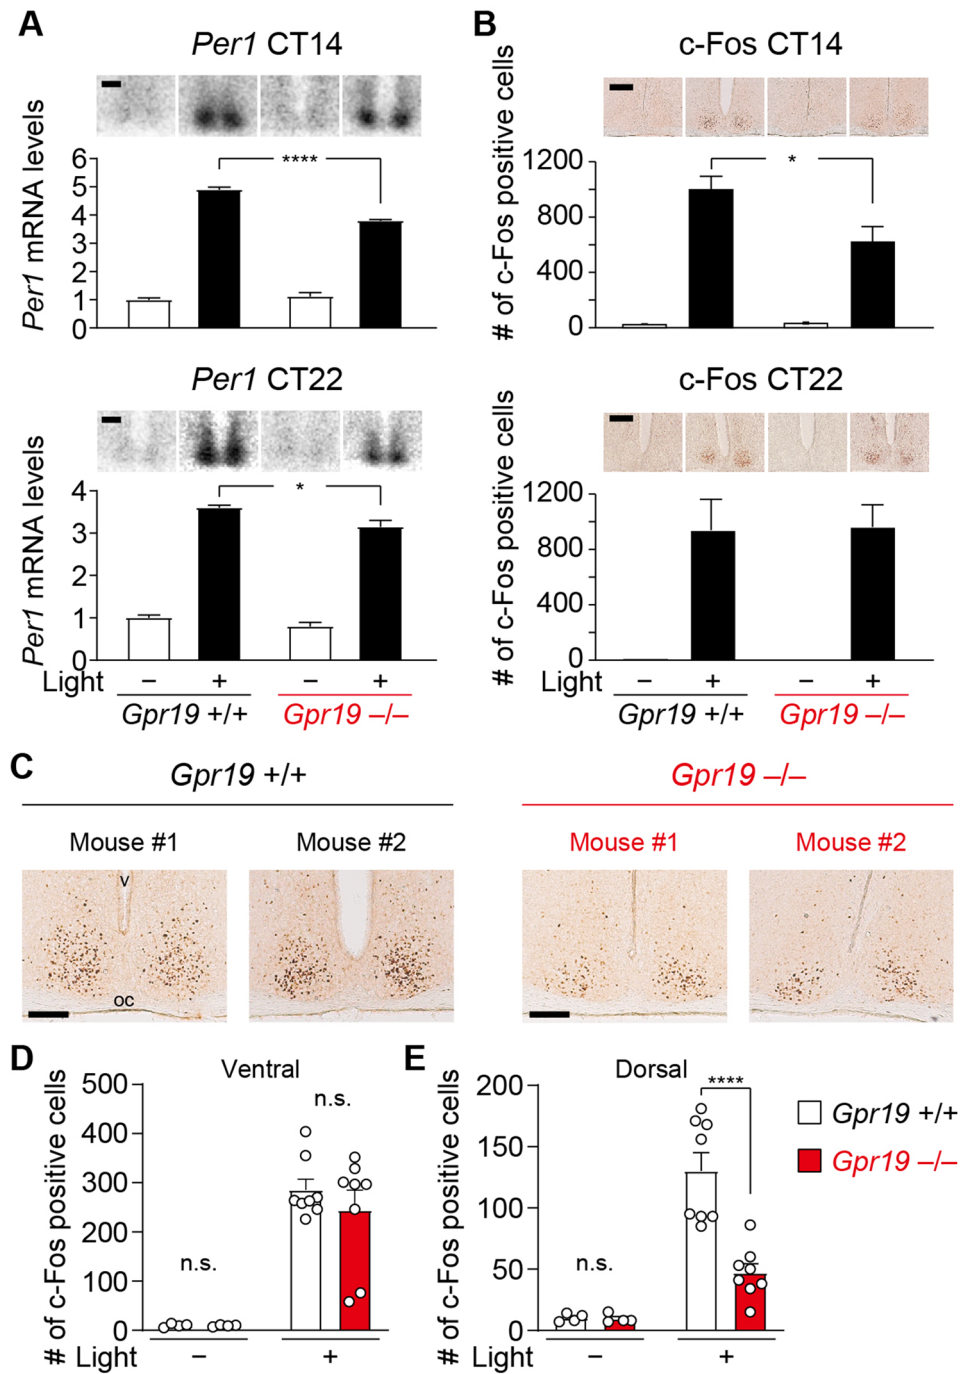 A
Per1 CT14
Per1 mRNA levels
6
5
4
3
2
1
0
****
B
c-Fos CT14
# of c-Fos positive cells
1200
800
400
0
*
Per1 CT22
Per1 mRNA levels
4
3
2
1
0
*
Light − + − +
Gpr19 +/+ Gpr19 –/–
c-Fos CT22
# of c-Fos positive cells
1200
800
400
0
Light − + − +
Gpr19 +/+ Gpr19 –/–
C
Gpr19 +/+ Gpr19 –/–
Mouse #1 Mouse #2 Mouse #1 Mouse #2
v
oc
D
Ventral
# of c-Fos positive cells
500
400
300
200
100
0
n.s.
n.s.
# Light − +
E
Dorsal
200
150
100
50
0
# of c-Fos positive cells
****
n.s.
# Light − +
Gpr19 +/+
Gpr19 –/–